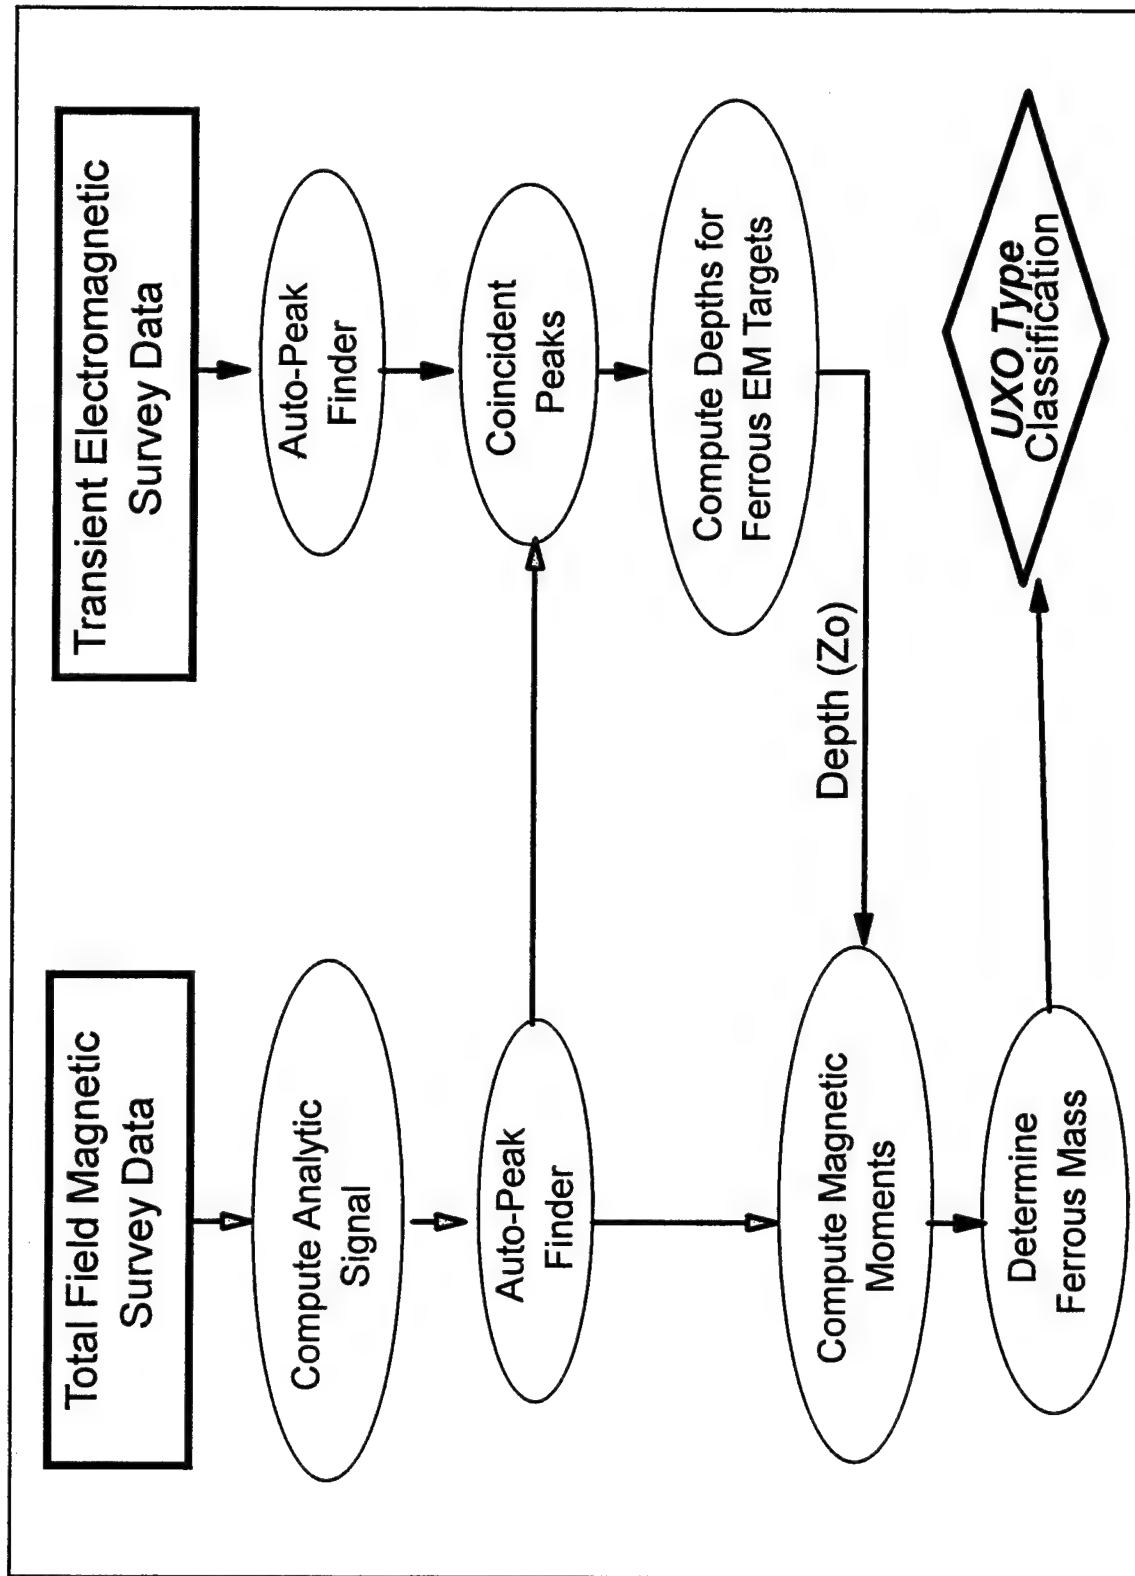 Total Field Magnetic
Survey Data
Transient Electromagnetic
Survey Data
Compute Analytic
Signal
Auto-Peak
Finder
Auto-Peak
Finder
Coincident
Peaks
Compute Depths for
Ferrous EM Targets
Depth (Zo)
Compute Magnetic
Moments
Determine
Ferrous Mass
UXO Type
Classification